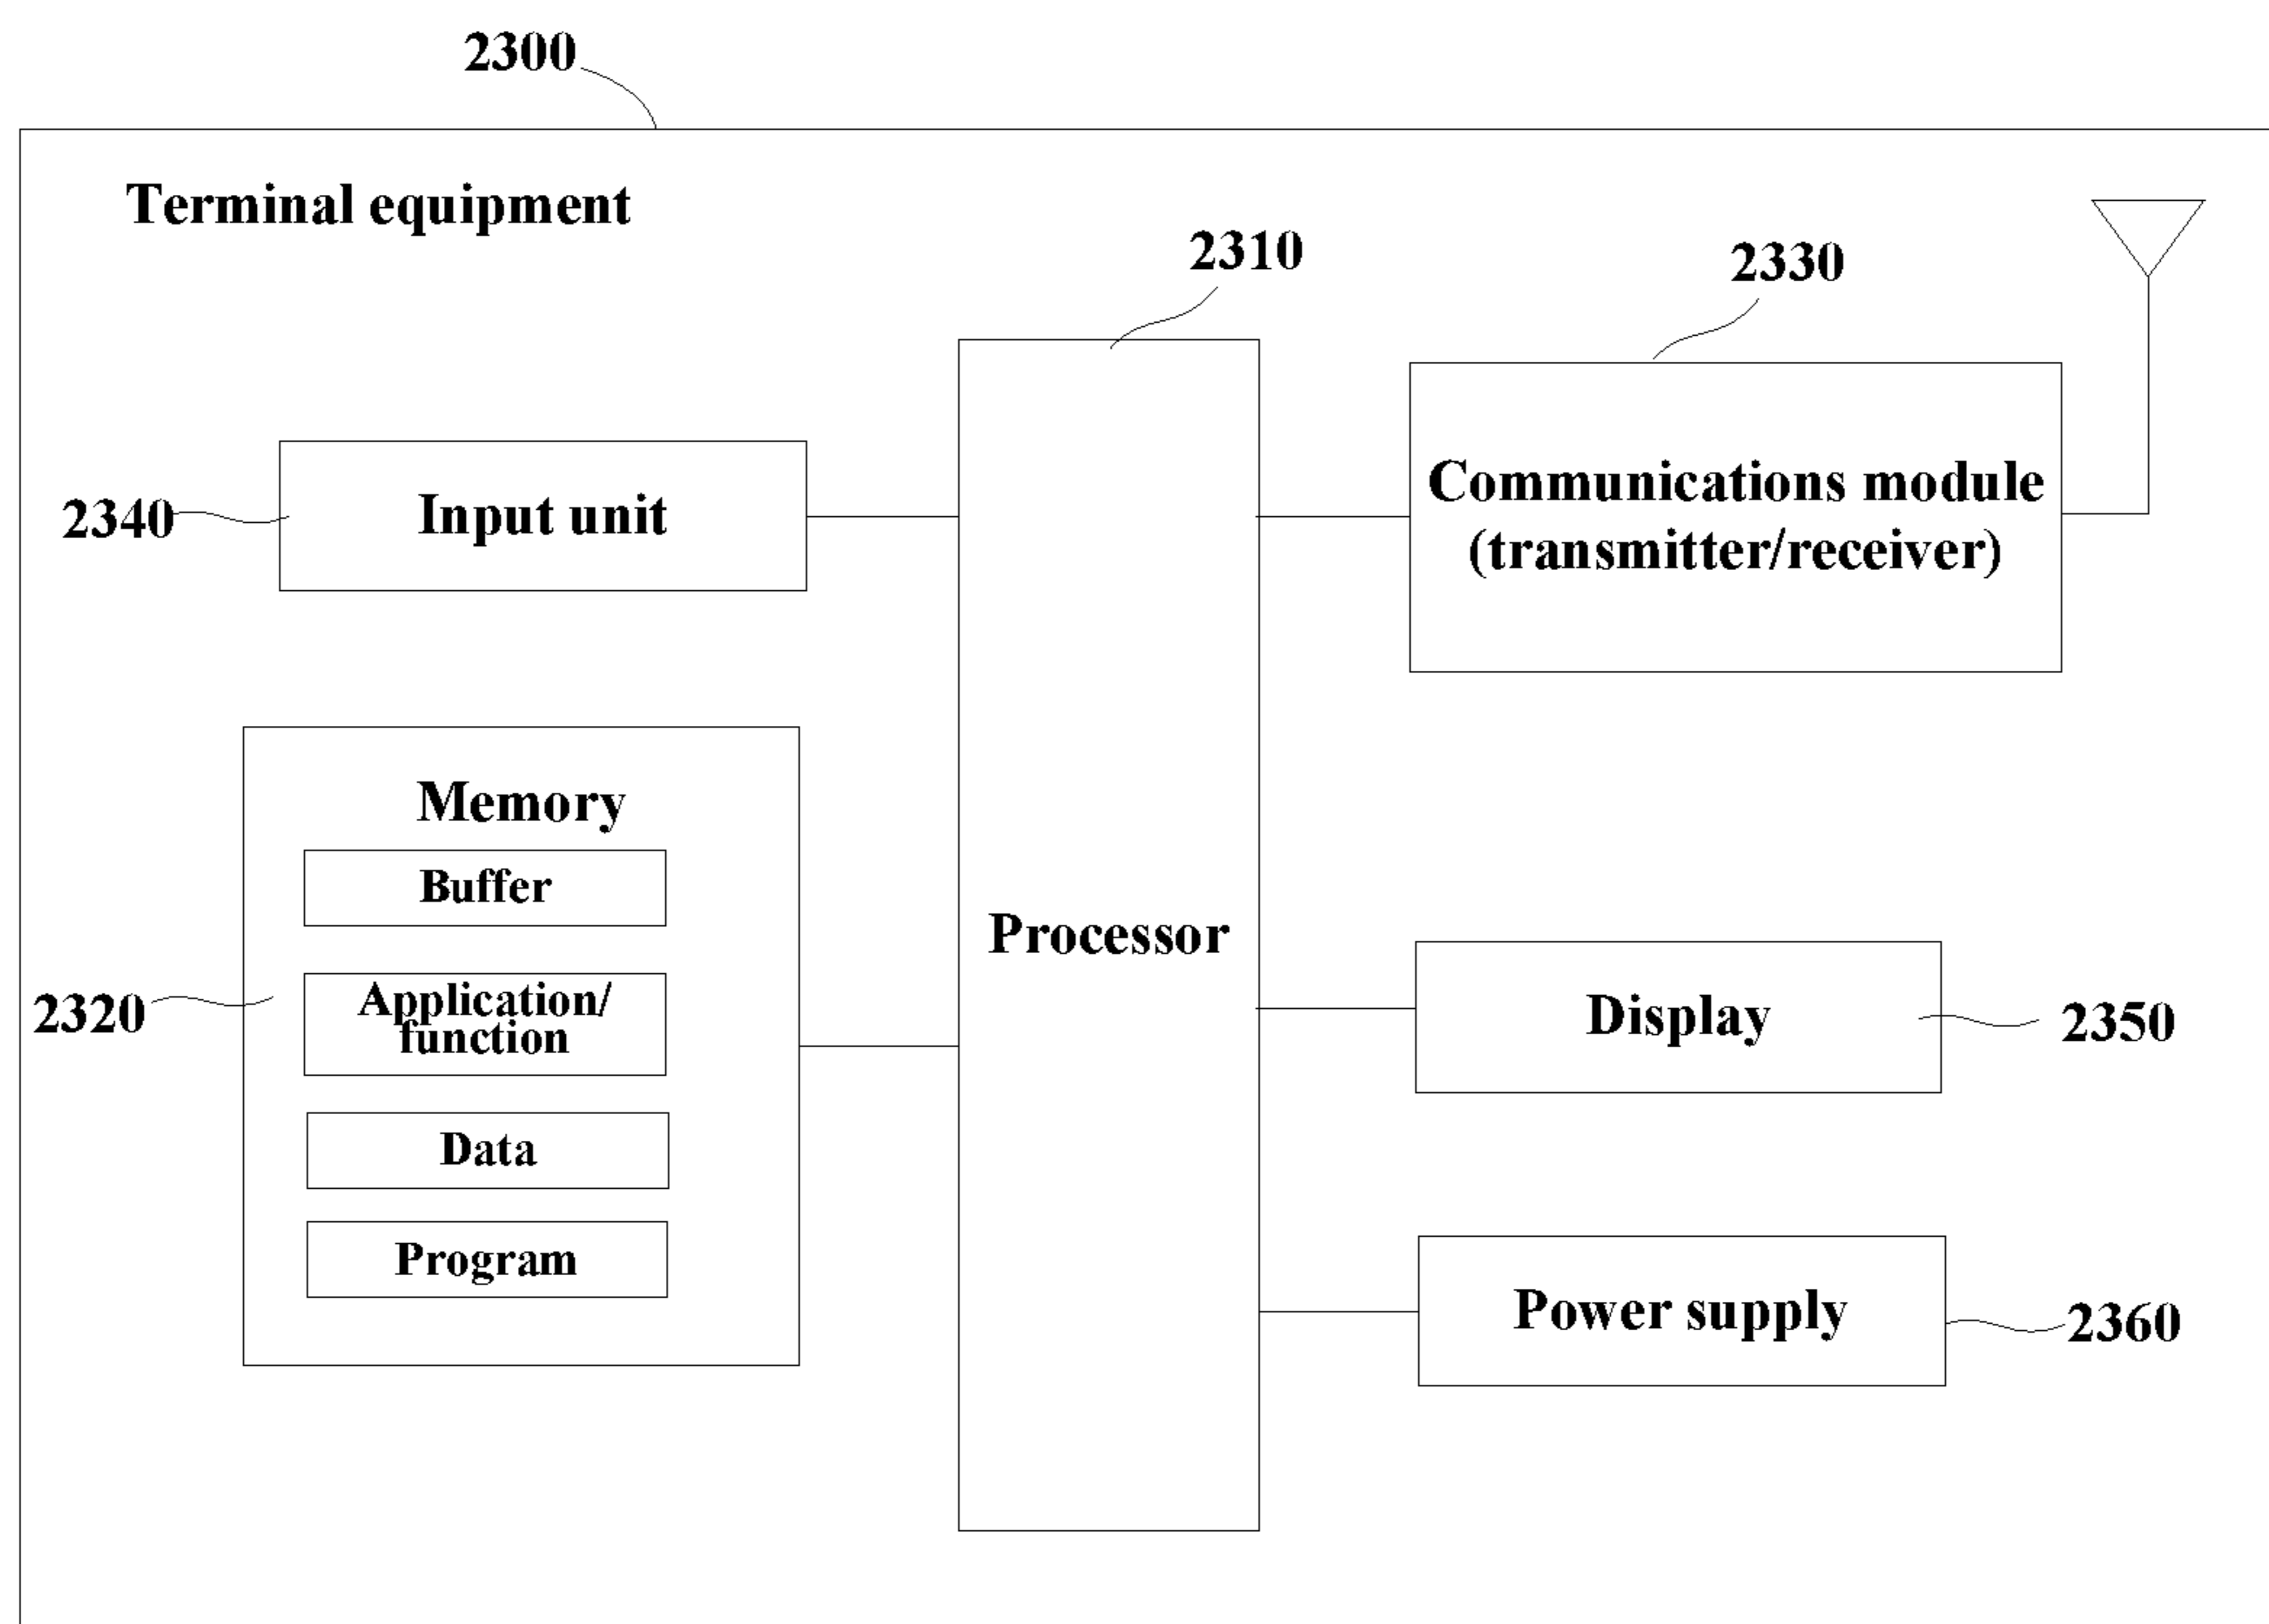 2300
Terminal equipment
2310
2330
Input unit
2340
Communications module
(transmitter/receiver)
Memory
Buffer
Application/
function
2320
Data
Program
Processor
Display
2350
Power supply
2360